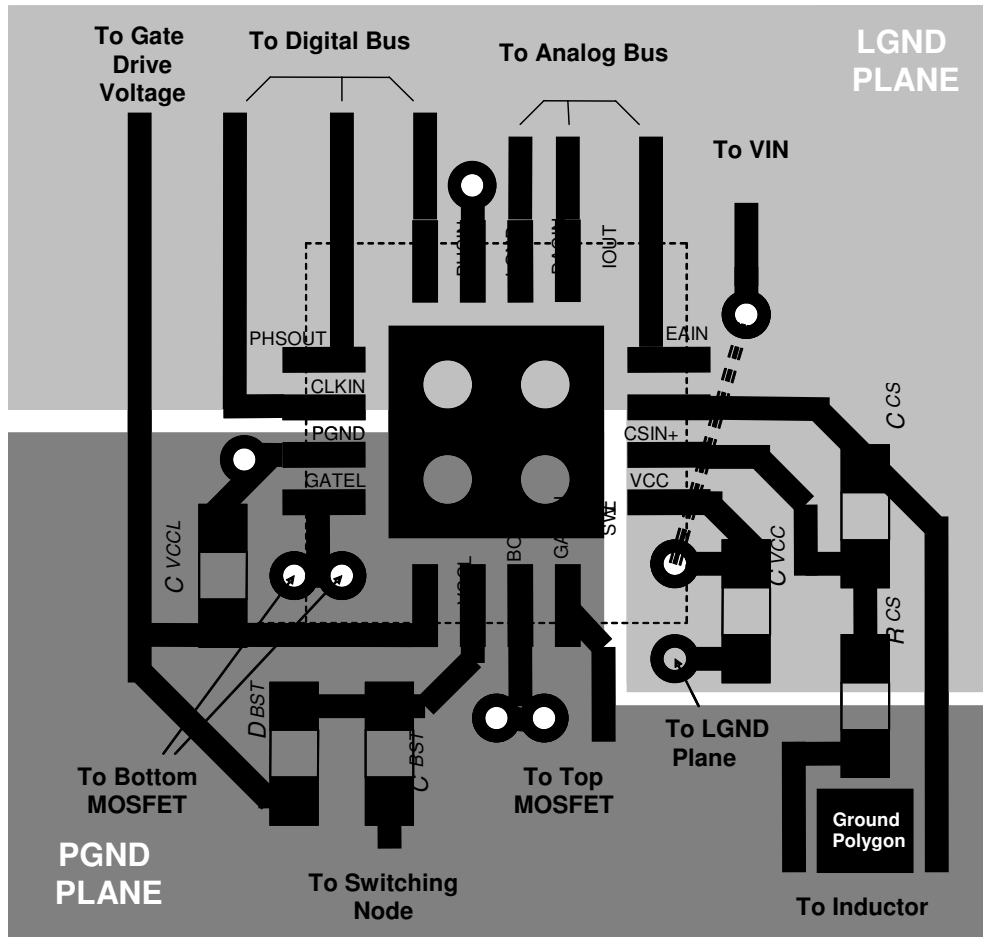 To Gate
Drive
Voltage
To Digital Bus
To Analog Bus
LGND
PLANE
To VIN
IOUT
PHSOUT
EAIN
CLKIN
PGND
CSIN+
GATEL
VCC
C CS
C VCCL
C VCC
R CS
D BST
C BST
To LGND
Plane
To Bottom
MOSFET
To Top
MOSFET
Ground
Polygon
PGND
PLANE
To Switching
Node
To Inductor